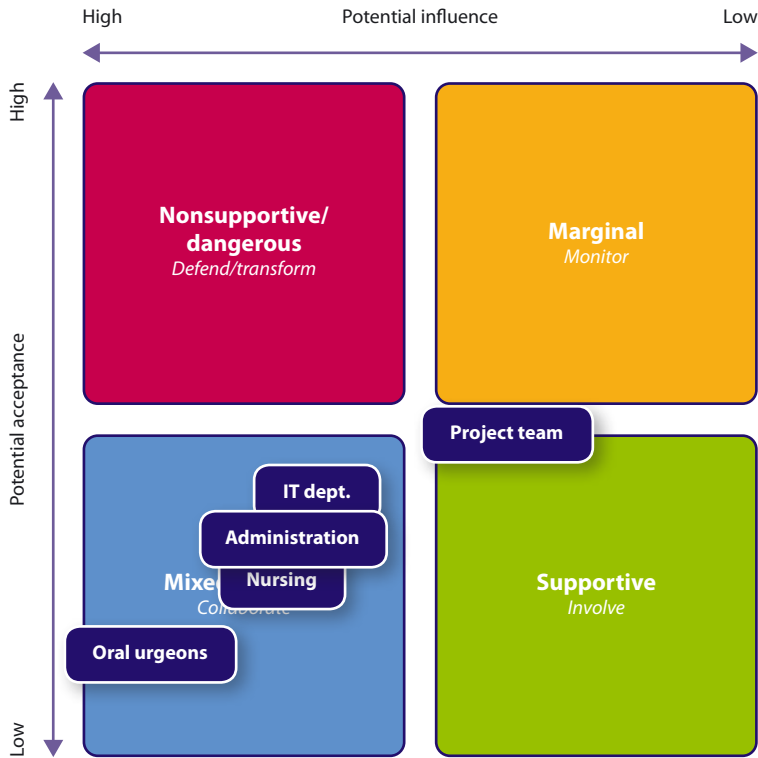 High Potential influence Low
High
Potential acceptance
Low
Nonsupportive/
dangerous
Defend/transform
Marginal
Monitor
Project team
IT dept.
Administration
Nursing
Collaborate
Oral urgeons
Supportive
Involve